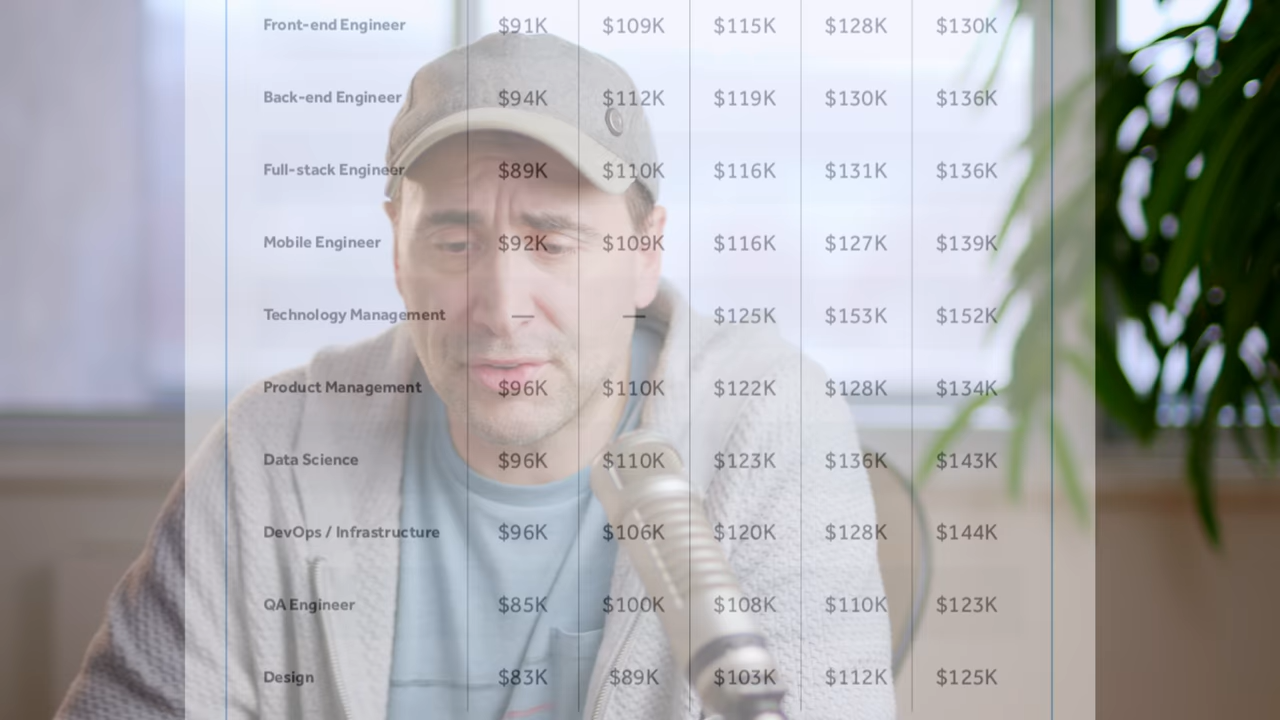 Front-end Engineer $91K $109K $115K $128K $130K
Back-end Engineer $94K $112K $119K $130K $136K
Full-stack Engineer $89K $110K $116K $131K $136K
Mobile Engineer $92K $109K $116K $127K $139K
Technology Management — — $125K $153K $152K
Product Management $96K $110K $122K $128K $134K
Data Science $96K $110K $123K $136K $143K
DevOps / Infrastructure $96K $106K $120K $128K $144K
QA Engineer $85K $100K $108K $110K $123K
Design $83K $89K $103K $112K $125K